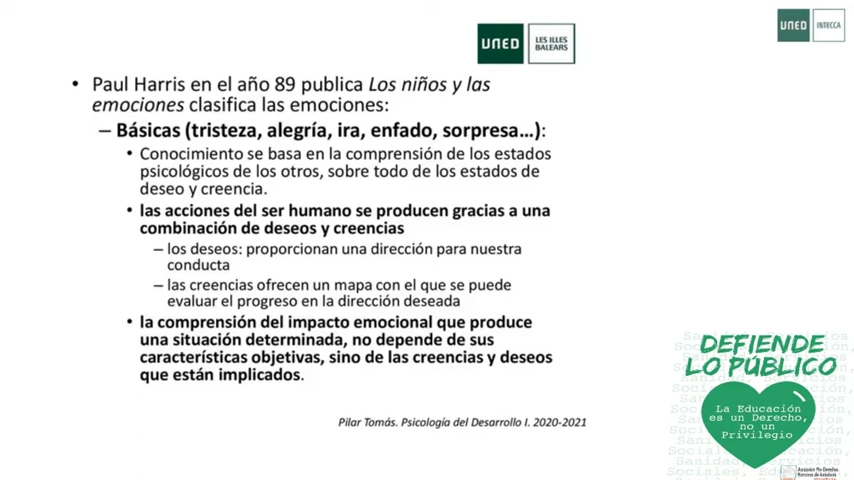 UNED
LES ILLES
BALEARS
UNED
INTECCA
• Paul Harris en el año 89 publica Los niños y las
emociones clasifica las emociones:
– Básicas (tristeza, alegría, ira, enfado, sorpresa…):
• Conocimiento se basa en la comprensión de los estados
psicológicos de los otros, sobre todo de los estados de
deseo y creencia.
• las acciones del ser humano se producen gracias a una
combinación de deseos y creencias
– los deseos: proporcionan una dirección para nuestra
conducta
– las creencias ofrecen un mapa con el que se puede
evaluar el progreso en la dirección deseada
• la comprensión del impacto emocional que produce
una situación determinada, no depende de sus
características objetivas, sino de las creencias y deseos
que están implicados.
Pilar Tomás. Psicología del Desarrollo I. 2020-2021
DEFIENDE
LO PÚBLICO
La Educación
es un Derecho,
no un
Privilegio